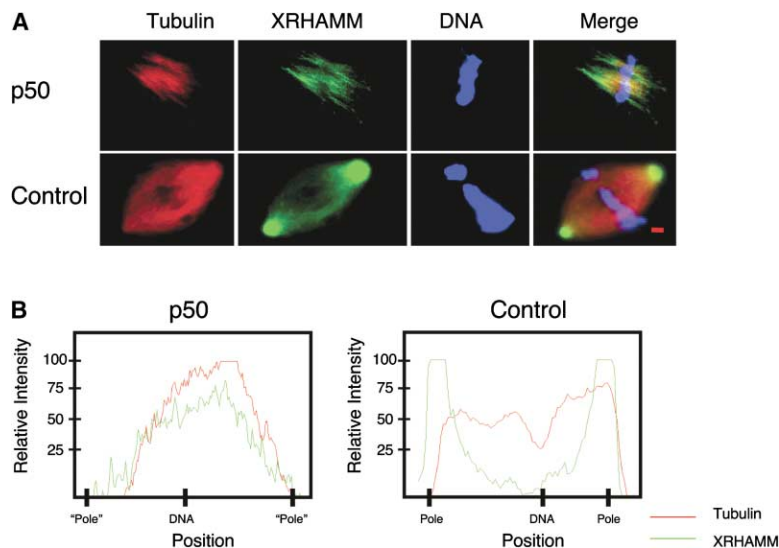 A
Tubulin XRHAMM DNA Merge
p50
Control
B
p50 Control
Relative Intensity
100
75
50
25
"Pole" DNA "Pole"
Position
Relative Intensity
100
75
50
25
Pole DNA Pole
Position
Tubulin
XRHAMM